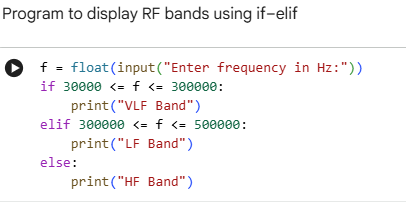 Program to display RF bands using if-elif
f = float(input("Enter frequency in Hz:"))
if 30000 <= f <= 300000:
    print("VLF Band")
elif 300000 <= f <= 500000:
    print("LF Band")
else:
    print("HF Band")